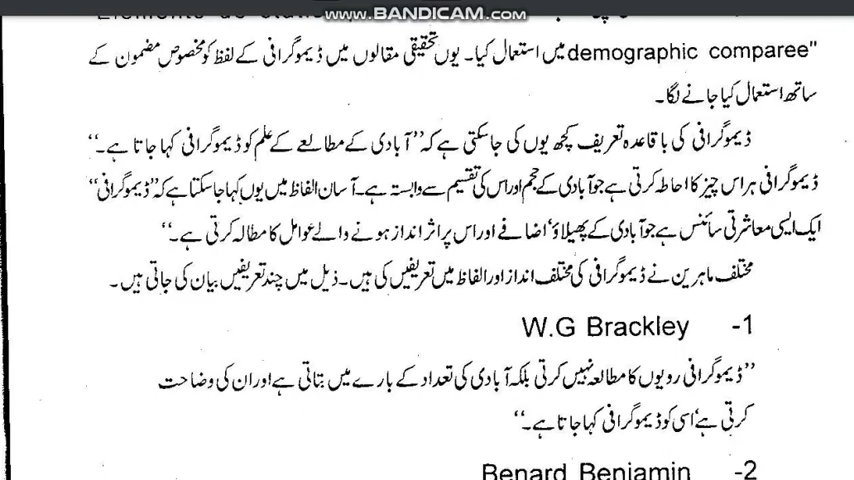 www.BANDICAM.com
demographic comparee" میں استعمال کیا۔ یوں تحقیقی مقالوں میں ڈیموگرافی کے لفظ کو مخصوص مضمون کے
ساتھ استعمال کیا جانے لگا۔
ڈیموگرافی کی باقاعدہ تعریف کچھ یوں کی جاسکتی ہے کہ ’’آبادی کے مطالعے کے علم کو ڈیموگرافی کہا جاتا ہے۔‘‘
ڈیموگرافی ہر اس چیز کا احاطہ کرتی ہے جو آبادی کے حجم اور اس کی تقسیم سے وابستہ ہے۔ آسان الفاظ میں یوں کہا جاسکتا ہے کہ ’’ڈیموگرافی‘‘
ایک ایسی معاشرتی سائنس ہے جو آبادی کے پھیلاؤ‘ اضافے اور اس پر اثر انداز ہونے والے عوامل کا مطالہ کرتی ہے۔‘‘
مختلف ماہرین نے ڈیموگرافی کی مختلف انداز اور الفاظ میں تعریفیں کی ہیں۔ ذیل میں چند تعریفیں بیان کی جاتی ہیں۔
-1 W.G Brackley
’’ڈیموگرافی رویوں کا مطالعہ نہیں کرتی بلکہ آبادی کی تعداد کے بارے میں بتاتی ہے اور ان کی وضاحت
کرتی ہے‘ اسی کو ڈیموگرافی کہا جاتا ہے۔‘‘
-2 Benard Benjamin